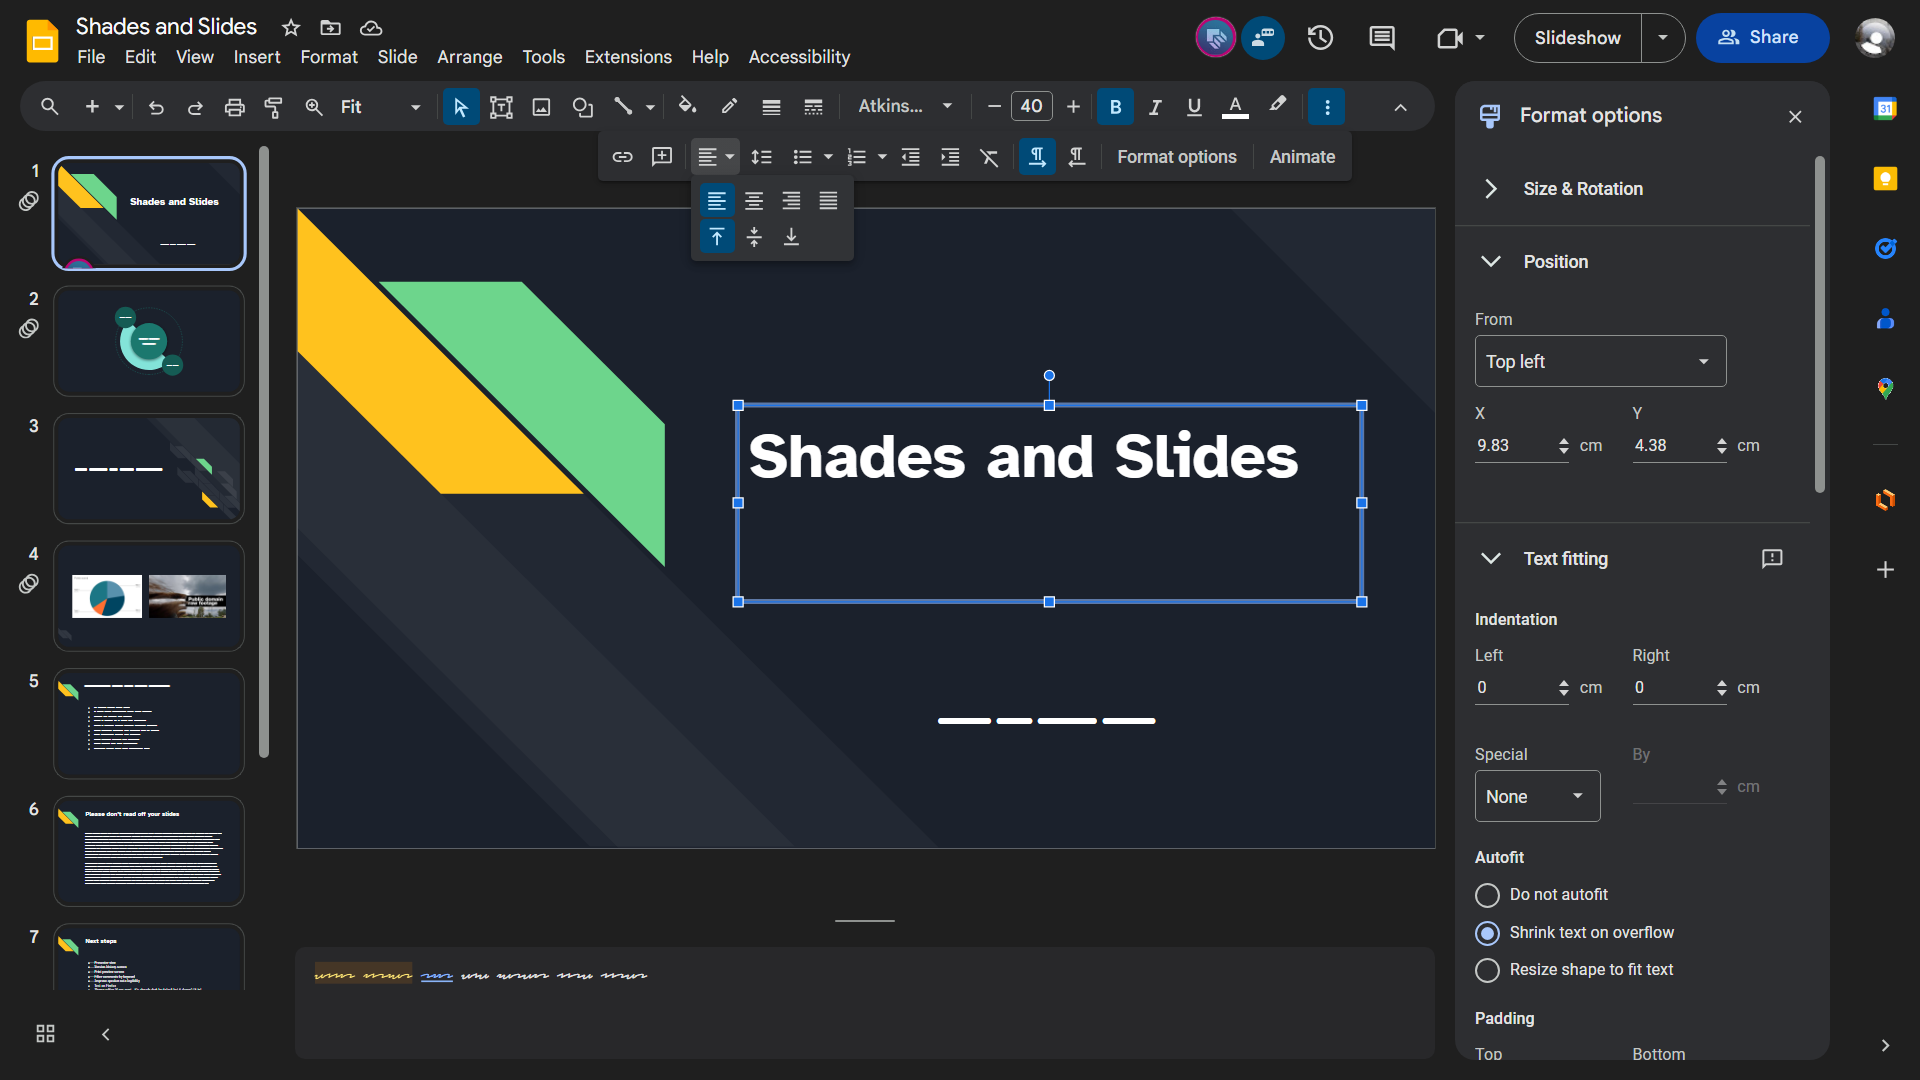 Shades and Slides
File Edit View Insert Format Slide Arrange Tools Extensions Help Accessibility
Slideshow
Share
Fit
Atkins...
40
B I U A
Format options Animate
1
Shades and Slides
2
3
4
Public domain
raw footage
5
6
Please don't read off your slides
7
Next steps
Shades and Slides
Format options
Size & Rotation
Position
From
Top left
X Y
9.83 cm 4.38 cm
Text fitting
Indentation
Left Right
0 cm 0 cm
Special By
None cm
Autofit
Do not autofit
Shrink text on overflow
Resize shape to fit text
Padding
Top Bottom
31